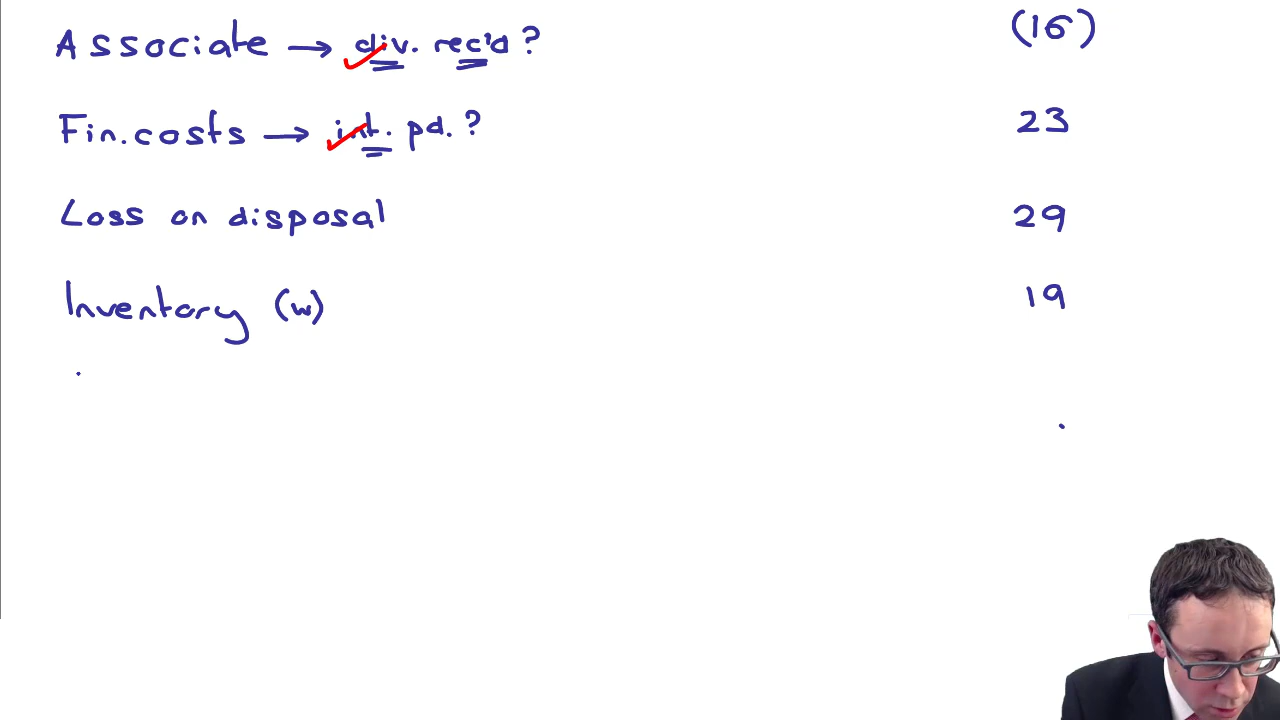 Associate → div. rec'd ? (16)
Fin. costs → int. pd. ? 23
Loss on disposal 29
Inventory (w) 19